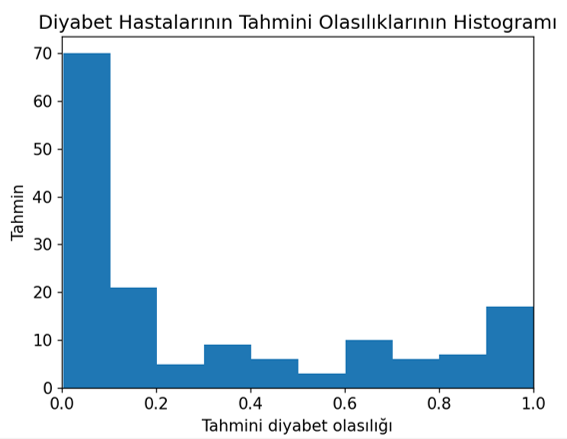 Diyabet Hastalarının Tahmini Olasılıklarının Histogramı
70
60
50
40
30
20
10
0
Tahmin
0.0 0.2 0.4 0.6 0.8 1.0
Tahmini diyabet olasılığı